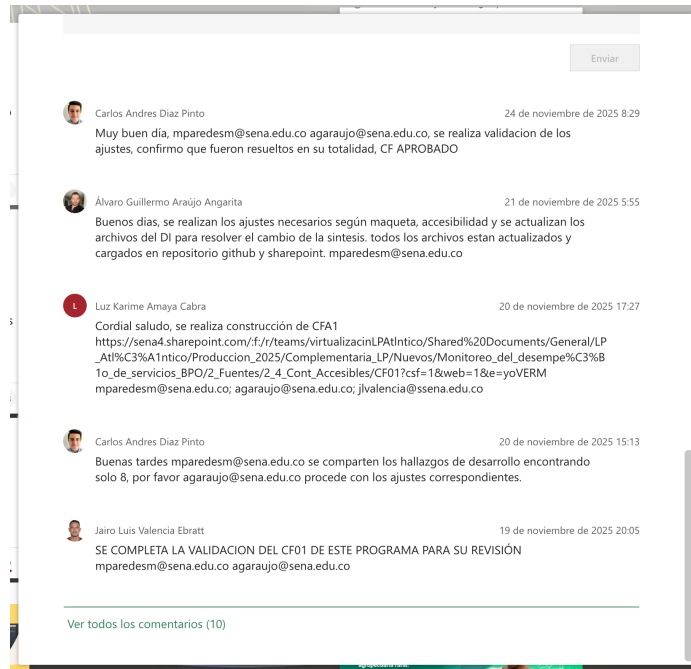 Enviar
Carlos Andres Diaz Pinto
24 de noviembre de 2025 8:29
Muy buen día, mparedesm@sena.edu.co agaraujo@sena.edu.co, se realiza validacion de los
ajustes, confirmo que fueron resueltos en su totalidad, CF APROBADO
Álvaro Guillermo Araújo Angarita
21 de noviembre de 2025 5:55
Buenos dias, se realizan los ajustes necesarios según maqueta, accesibilidad y se actualizan los
archivos del DI para resolver el cambio de la sintesis. todos los archivos estan actualizados y
cargados en repositorio github y sharepoint. mparedesm@sena.edu.co
L
Luz Karime Amaya Cabra
20 de noviembre de 2025 17:27
Cordial saludo, se realiza construcción de CFA1
https://sena4.sharepoint.com/:f:/r/teams/virtualizacinLPAtlntico/Shared%20Documents/General/LP
_Atl%C3%A1ntico/Produccion_2025/Complementaria_LP/Nuevos/Monitoreo_del_desempe%C3%B
1o_de_servicios_BPO/2_Fuentes/2_4_Cont_Accesibles/CF01?csf=1&web=1&e=yoVERM
mparedesm@sena.edu.co; agaraujo@sena.edu.co; jlvalencia@ssena.edu.co
Carlos Andres Diaz Pinto
20 de noviembre de 2025 15:13
Buenas tardes mparedesm@sena.edu.co se comparten los hallazgos de desarrollo encontrando
solo 8, por favor agaraujo@sena.edu.co procede con los ajustes correspondientes.
Jairo Luis Valencia Ebratt
19 de noviembre de 2025 20:05
SE COMPLETA LA VALIDACION DEL CF01 DE ESTE PROGRAMA PARA SU REVISIÓN
mparedesm@sena.edu.co agaraujo@sena.edu.co
Ver todos los comentarios (10)